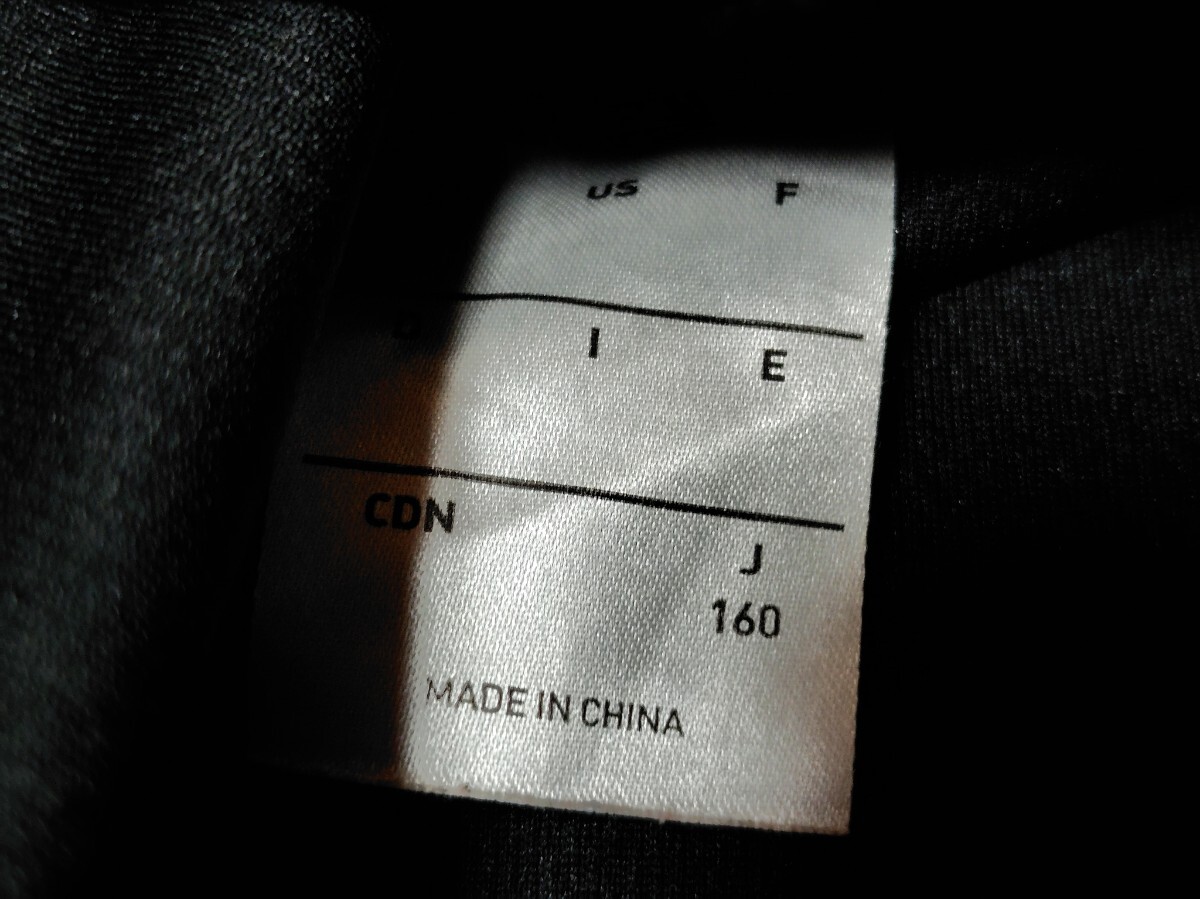 US F
D I E
CDN J
160
MADE IN CHINA